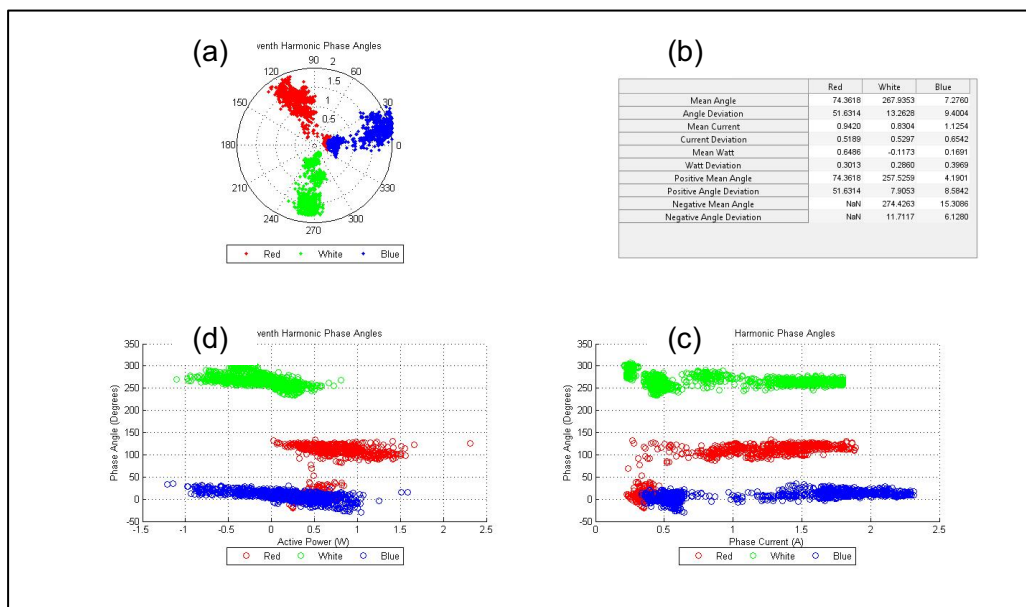 (a)
venth Harmonic Phase Angles
90
2
120
60
1.5
1
150
30
0.5
180
0
210
330
240
300
270
Red White Blue
(b)
Red White Blue
Mean Angle 74.3618 267.9353 7.2760
Angle Deviation 51.6314 13.2628 9.4004
Mean Current 0.9420 0.8304 1.1254
Current Deviation 0.5189 0.5297 0.6542
Mean Watt 0.6486 -0.1173 0.1691
Watt Deviation 0.3013 0.2860 0.3969
Positive Mean Angle 74.3618 257.5259 4.1901
Positive Angle Deviation 51.6314 7.9053 8.5842
Negative Mean Angle NaN 274.4263 15.3086
Negative Angle Deviation NaN 11.7117 6.1280
(d)
venth Harmonic Phase Angles
350
300
250
200
150
100
50
0
-50
Phase Angle (Degrees)
-1.5 -1 -0.5 0 0.5 1 1.5 2 2.5
Active Power (W)
Red White Blue
(c)
Harmonic Phase Angles
350
300
250
200
150
100
50
0
-50
Phase Angle (Degrees)
0 0.5 1 1.5 2 2.5
Phase Current (A)
Red White Blue